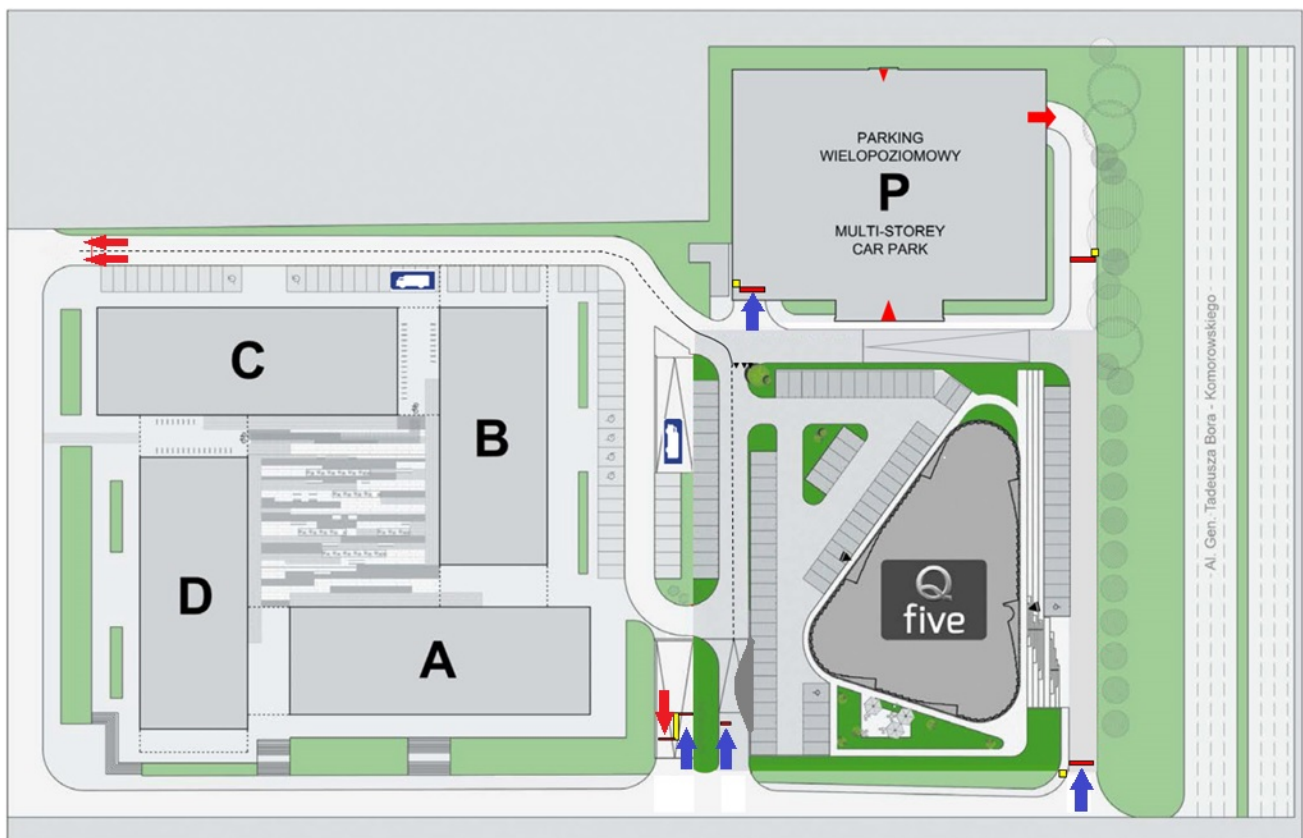 PARKING
WIELOPOZIOMOWY
P
MULTI-STOREY
CAR PARK
C
B
D
A
Q
five
Al. Gen. Tadeusza Bora - Komorowskiego